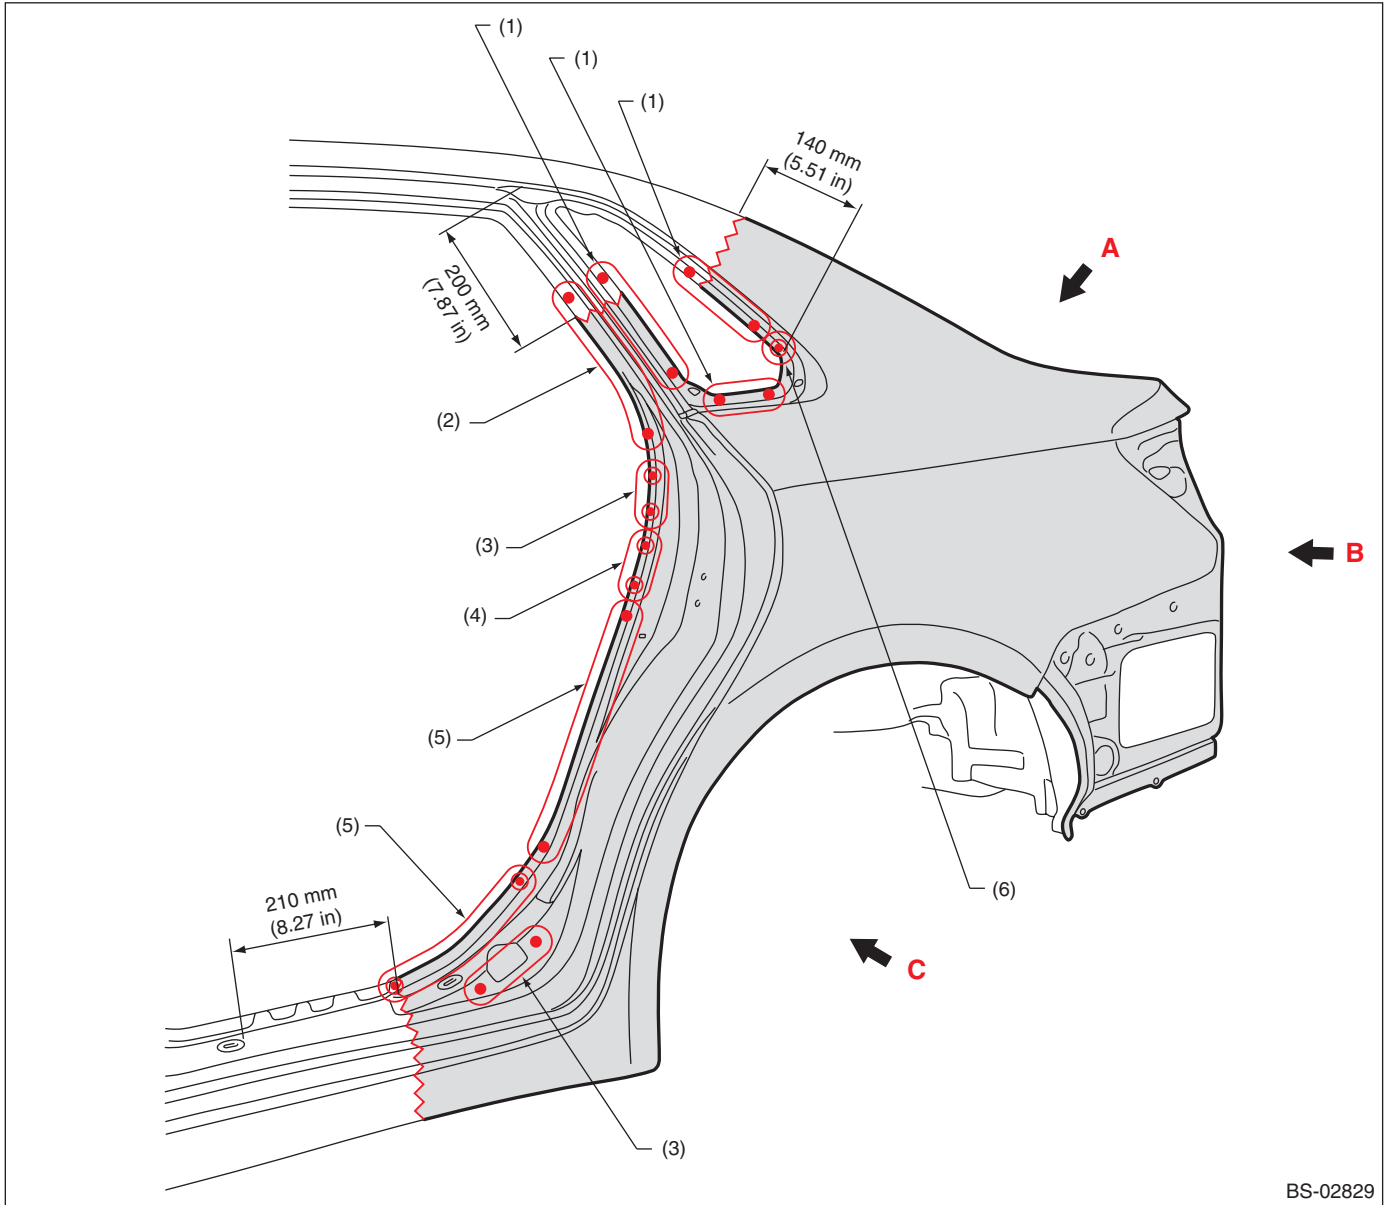 (1)
(1)
(1)
140 mm
(5.51 in)
A
200 mm
(7.87 in)
(2)
(3)
B
(4)
(5)
(5)
(6)
210 mm
(8.27 in)
C
(3)
BS-02829